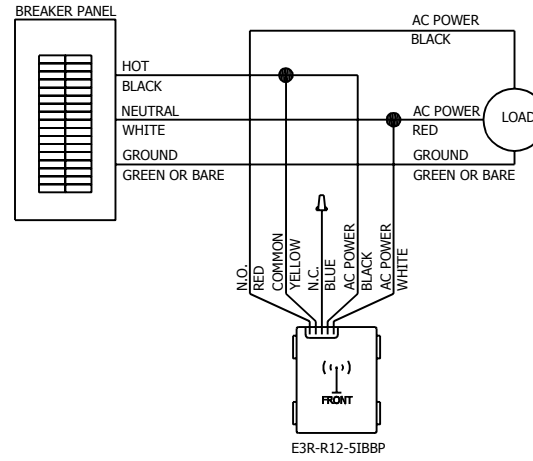 BREAKER PANEL
AC POWER
BLACK
HOT
BLACK
NEUTRAL
WHITE
AC POWER
RED
LOAD
GROUND
GREEN OR BARE
GROUND
GREEN OR BARE
N.O.
RED
COMMON
YELLOW
N.C.
BLUE
AC POWER
BLACK
AC POWER
WHITE
FRONT
E3R-R12-5IBBP